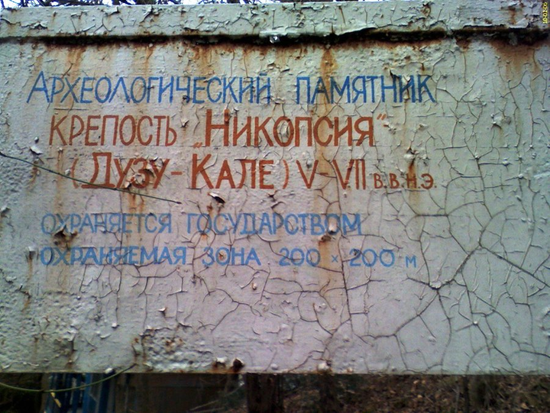 АРХЕОЛОГИЧЕСКИЙ ПАМЯТНИК
КРЕПОСТЬ „НИКОПСИЯ"
(ДУЗУ-КАЛЕ) V-VII В.В.Н.Э.
ОХРАНЯЕТСЯ ГОСУДАРСТВОМ
ОХРАНЯЕМАЯ ЗОНА 200 × 200 М